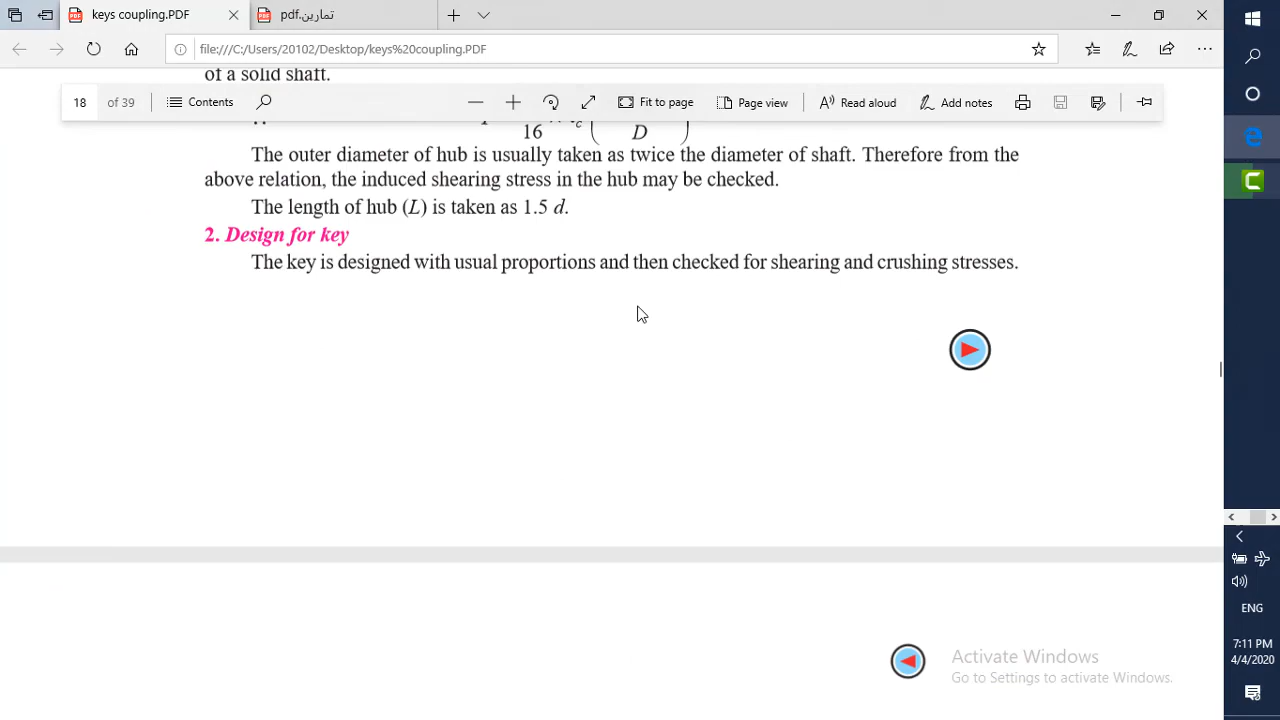 keys coupling.PDF
تمارين.pdf
file:///C:/Users/20102/Desktop/keys%20coupling.PDF
of a solid shaft.
18 of 39 Contents Fit to page Page view Read aloud Add notes
16 D
The outer diameter of hub is usually taken as twice the diameter of shaft. Therefore from the
above relation, the induced shearing stress in the hub may be checked.
The length of hub (L) is taken as 1.5 d.
2. Design for key
The key is designed with usual proportions and then checked for shearing and crushing stresses.
ENG
7:11 PM
4/4/2020
Activate Windows
Go to Settings to activate Windows.